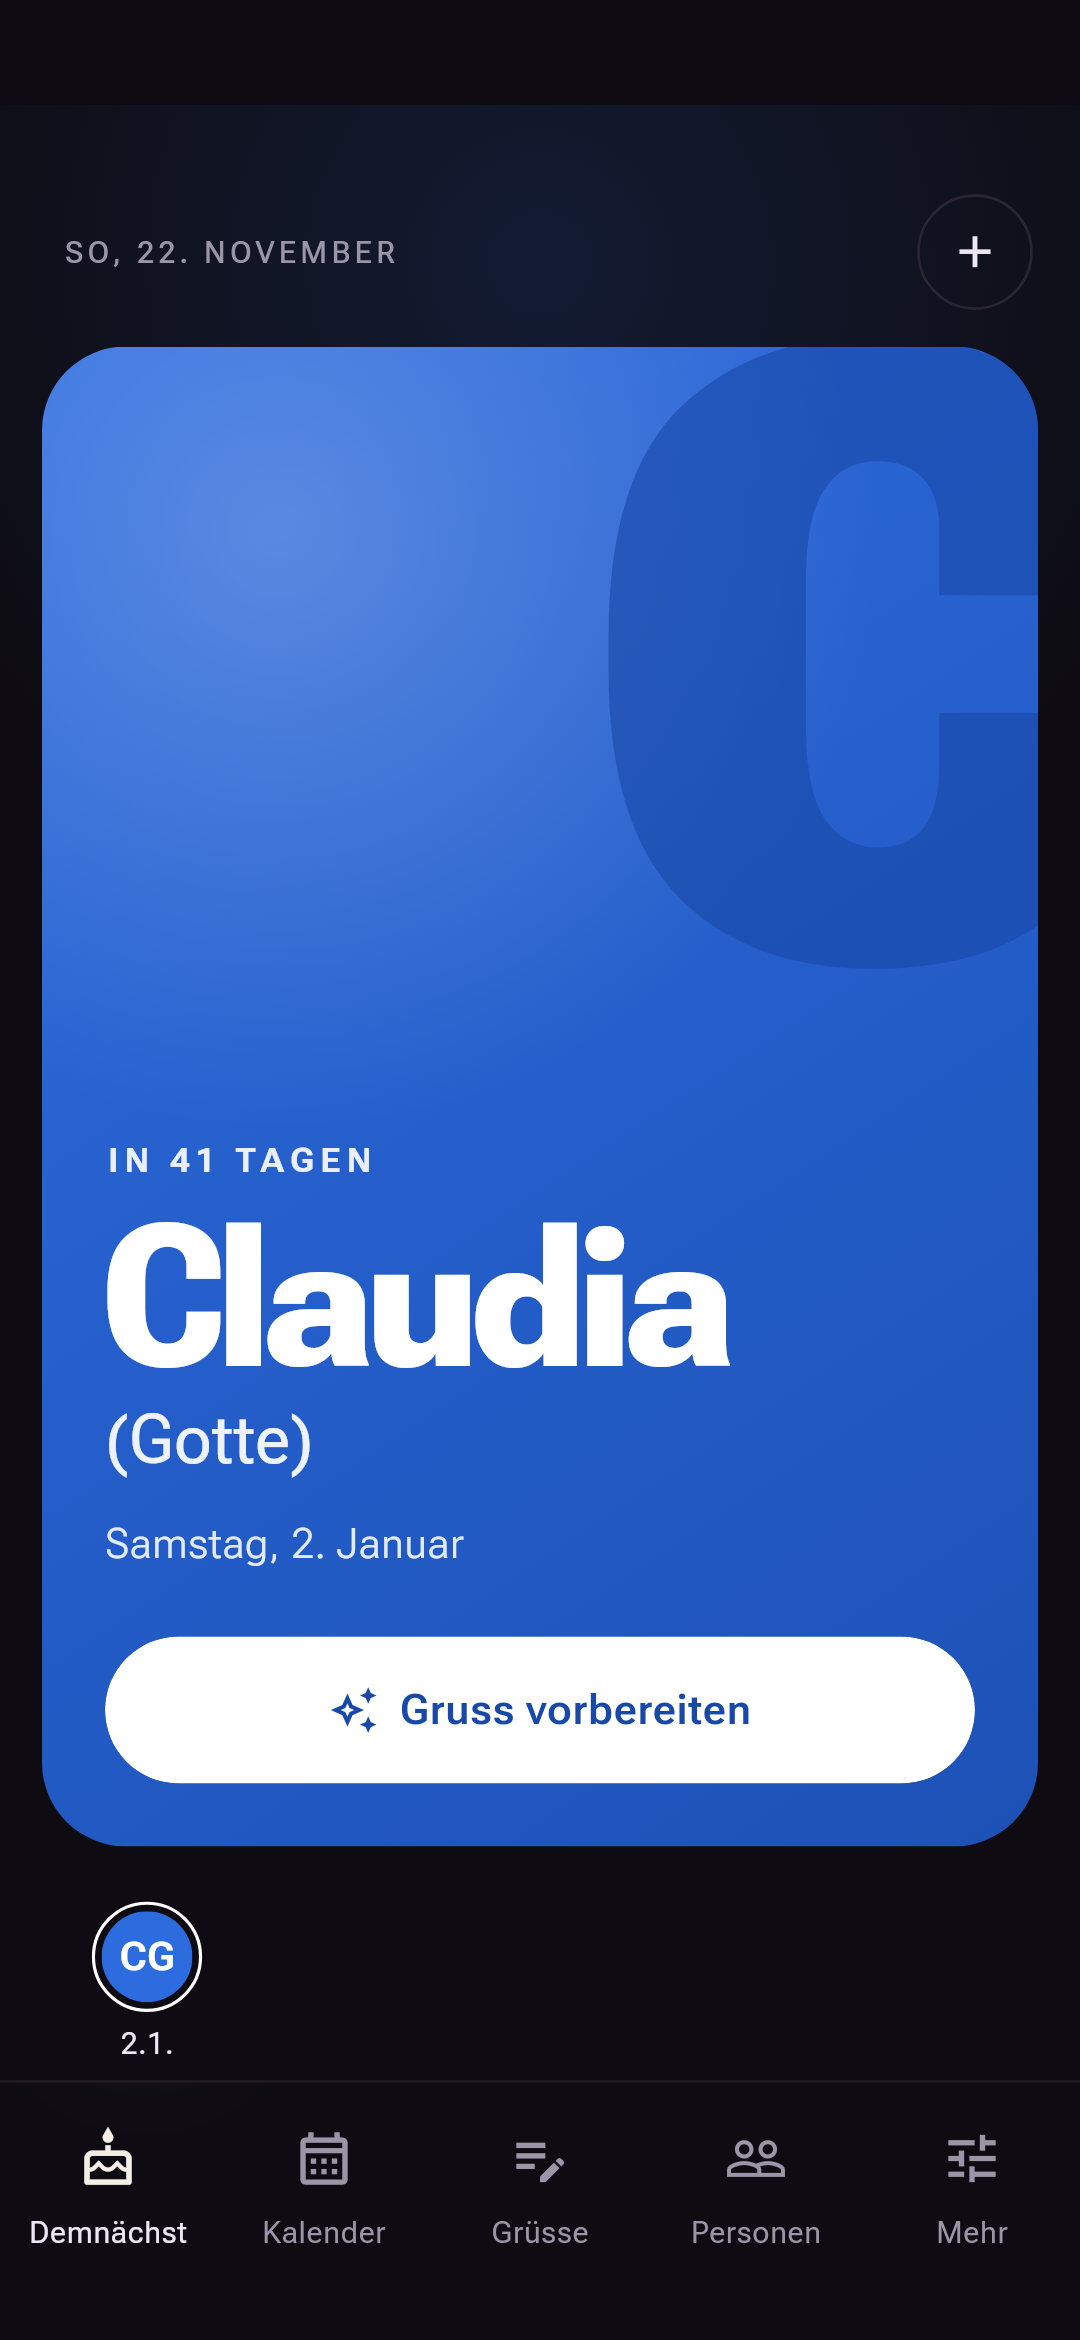 SO, 22. NOVEMBER
C
IN 41 TAGEN
Claudia
(Gotte)
Samstag, 2. Januar
Gruss vorbereiten
CG
2.1.
Demnächst
Kalender
Grüsse
Personen
Mehr